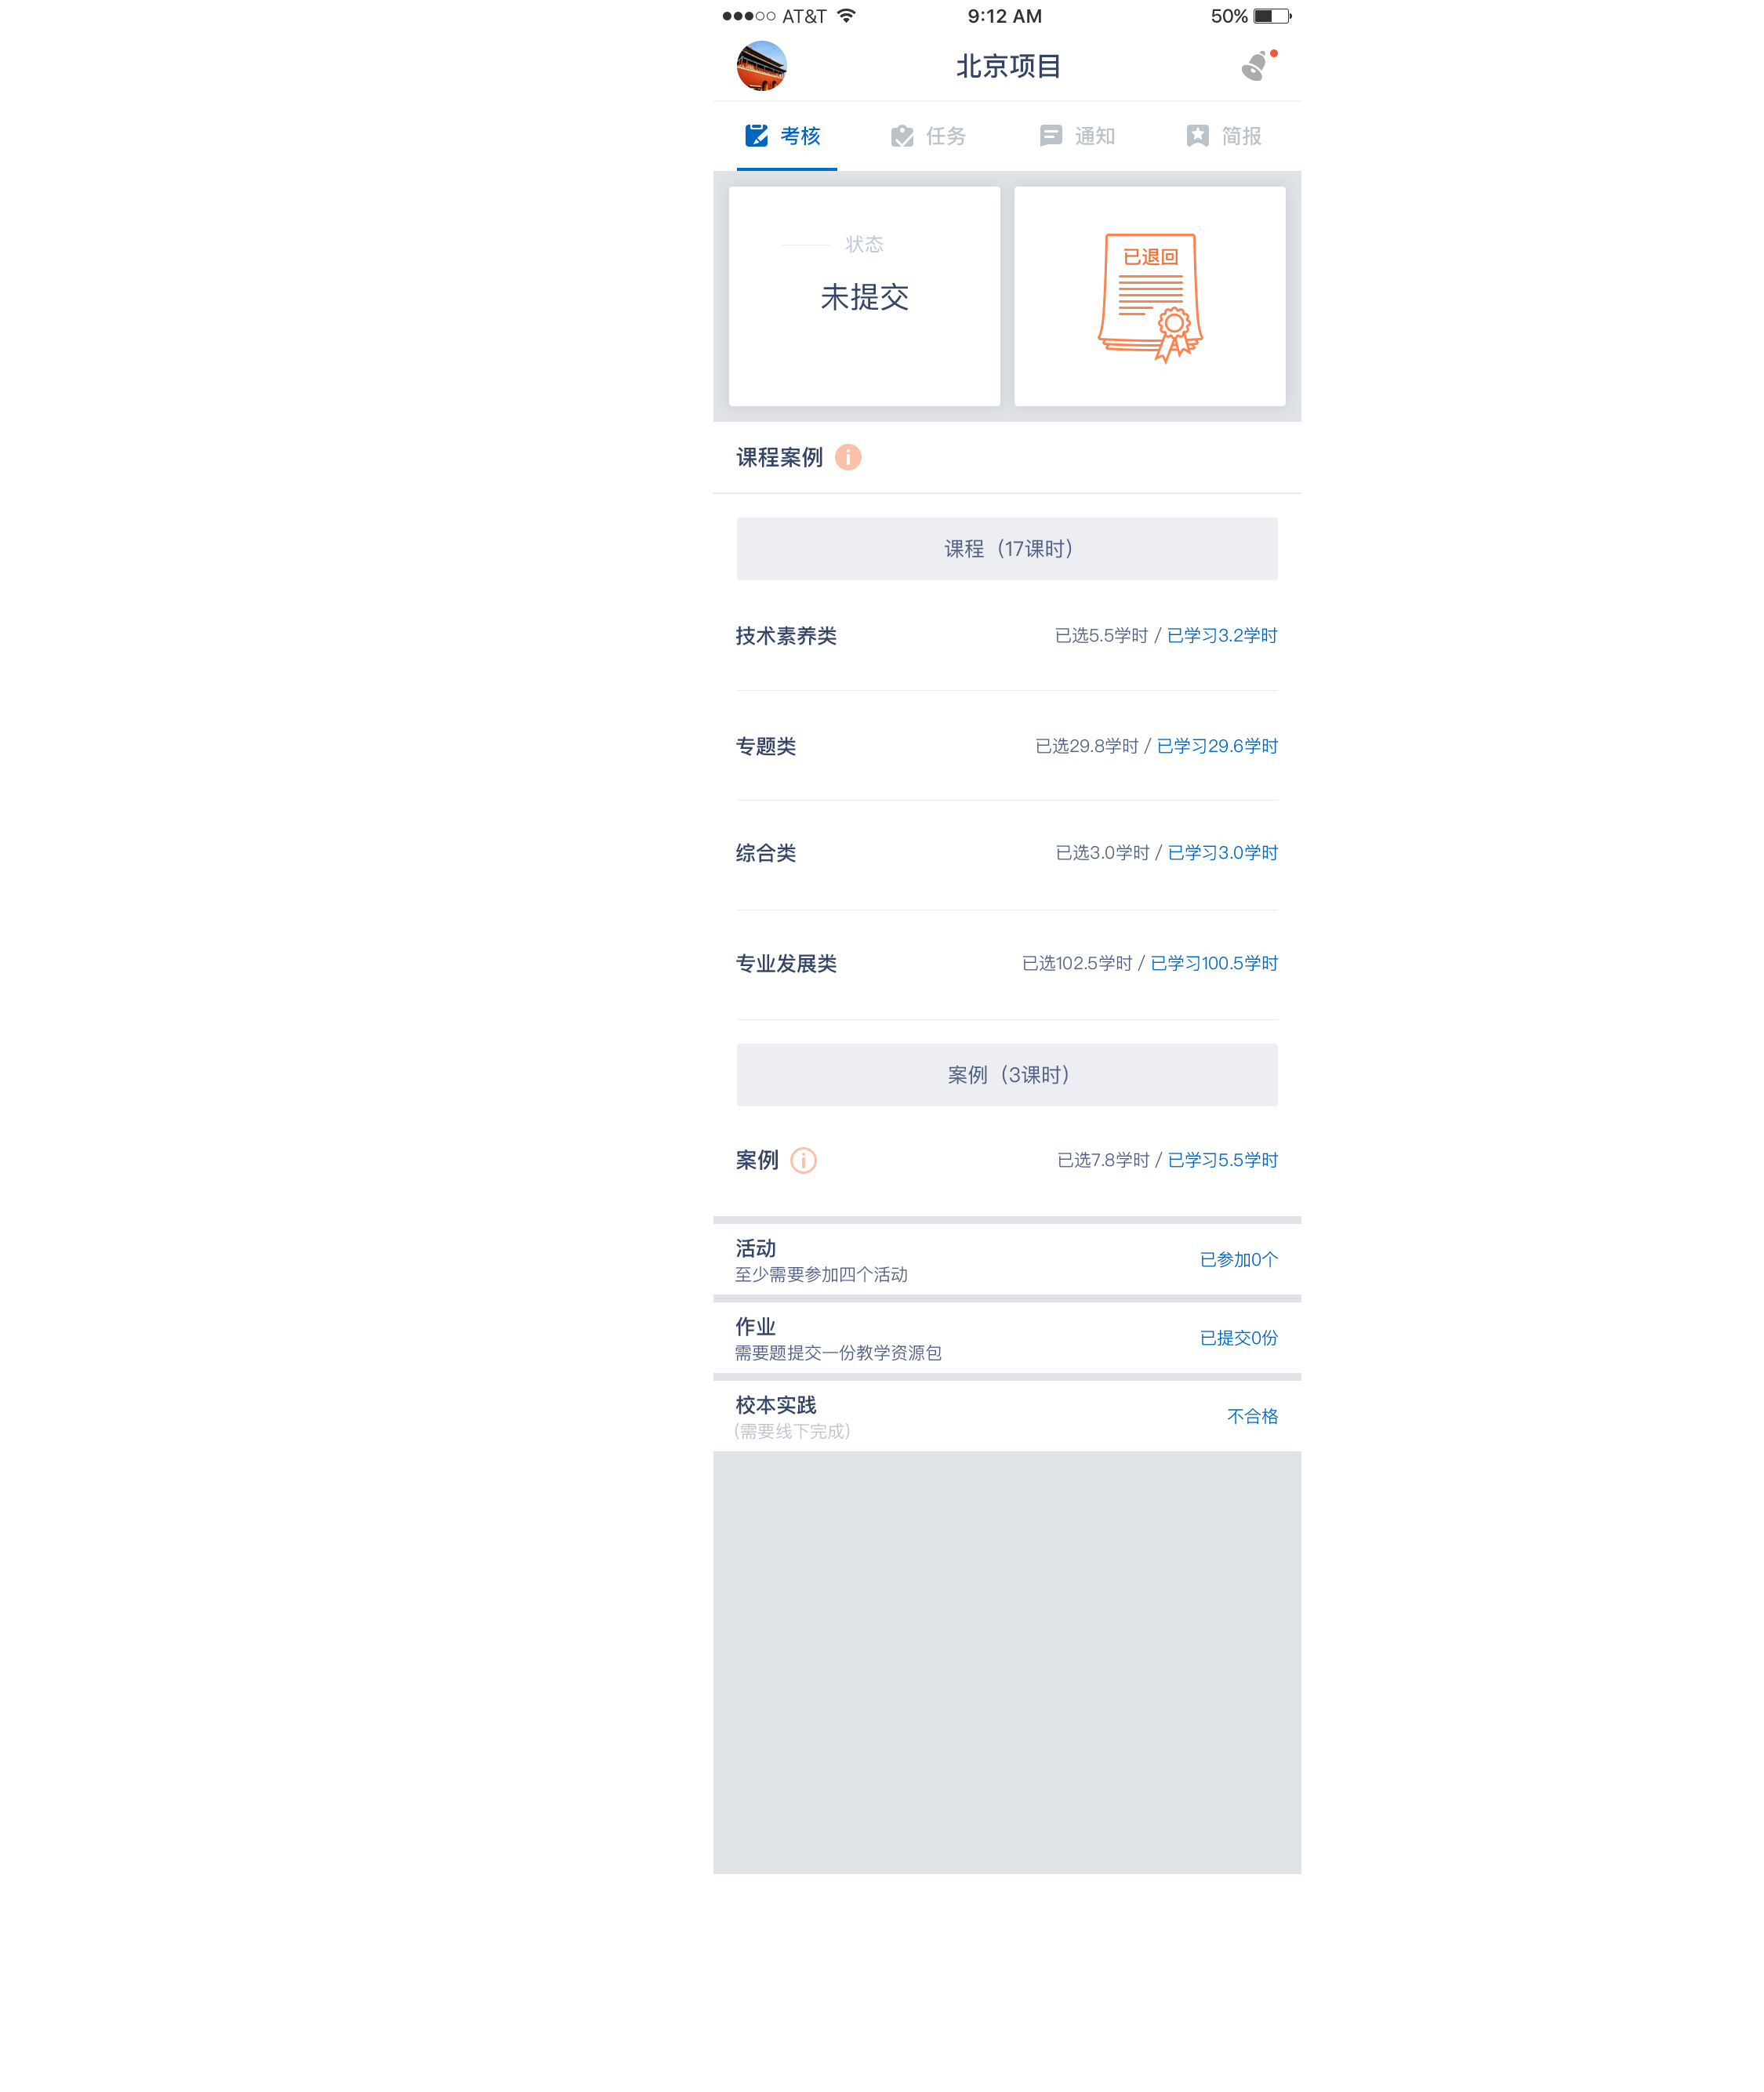 AT&T 9:12 AM 50%
北京项目
考核 任务 通知 简报
状态
未提交
已退回
课程案例
课程（17课时）
技术素养类 已选5.5学时 / 已学习3.2学时
专题类 已选29.8学时 / 已学习29.6学时
综合类 已选3.0学时 / 已学习3.0学时
专业发展类 已选102.5学时 / 已学习100.5学时
案例（3课时）
案例 已选7.8学时 / 已学习5.5学时
活动
至少需要参加四个活动
已参加0个
作业
需要题提交一份教学资源包
已提交0份
校本实践
（需要线下完成）
不合格